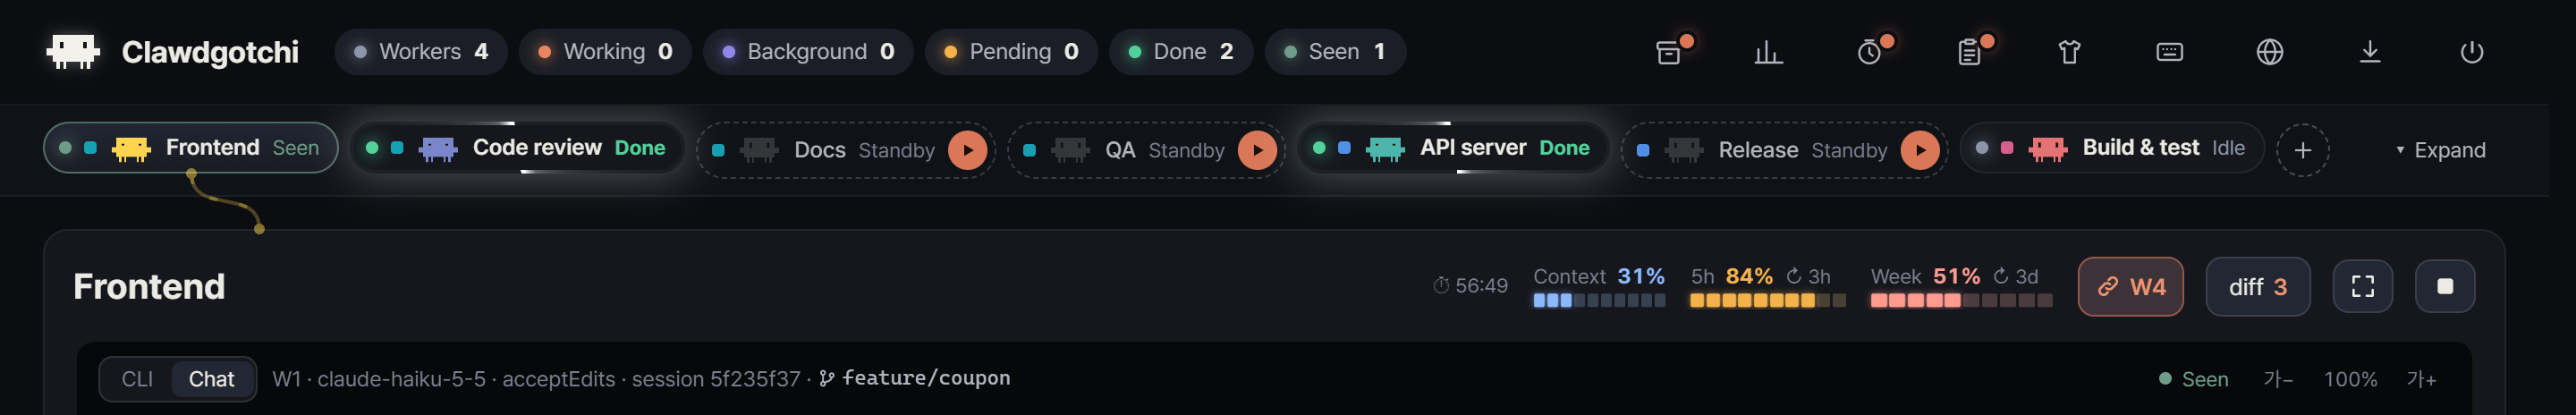 Clawdgotchi Workers 4 Working 0 Background 0 Pending 0 Done 2 Seen 1
Frontend Seen Code review Done Docs Standby QA Standby API server Done Release Standby Build & test Idle + Expand
Frontend 56:49 Context 31% 5h 84% 3h Week 51% 3d W4 diff 3
CLI Chat W1 · claude-haiku-5-5 · acceptEdits · session 5f235f37 · feature/coupon Seen 가− 100% 가+